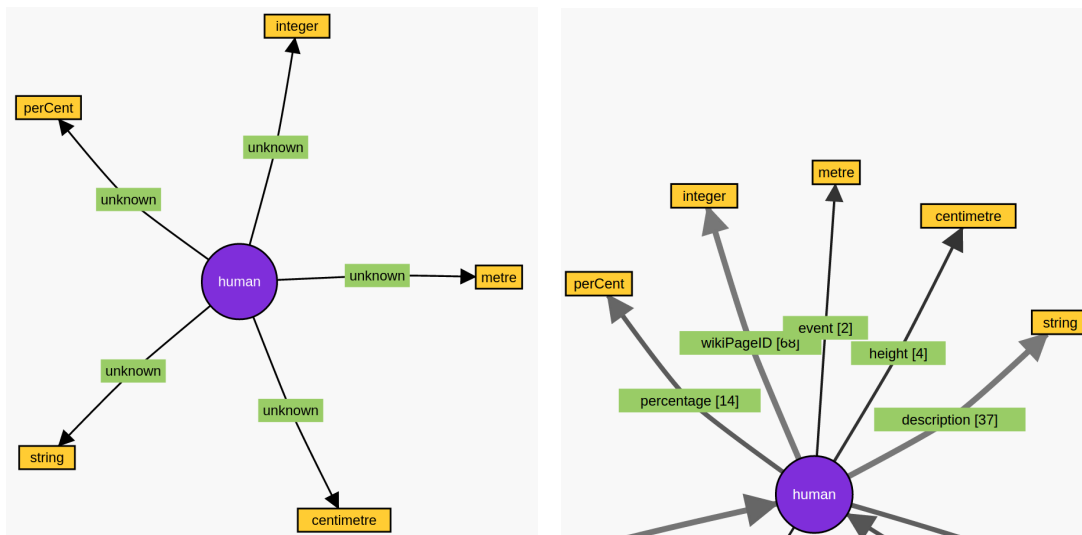 integer
perCent
unknown
unknown
human
unknown
metre
unknown
unknown
string
centimetre
metre
integer
centimetre
perCent
string
event [2]
wikiPageID [68]
height [4]
percentage [14]
description [37]
human